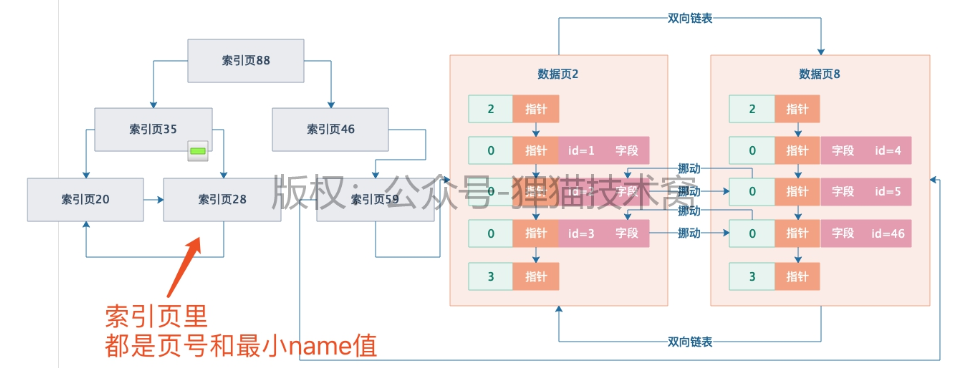 双向链表
索引页88
索引页35
索引页46
索引页20
索引页28
索引页59
数据页2
2 指针
0 指针 id=1 字段
0 指针 id=2 字段
0 指针 id=3 字段
3 指针
挪动
挪动
挪动
挪动
数据页8
2 指针
0 指针 字段 id=4
0 指针 字段 id=5
0 指针 字段 id=46
3 指针
双向链表
版权：公众号-狸猫技术窝
索引页里
都是页号和最小name值